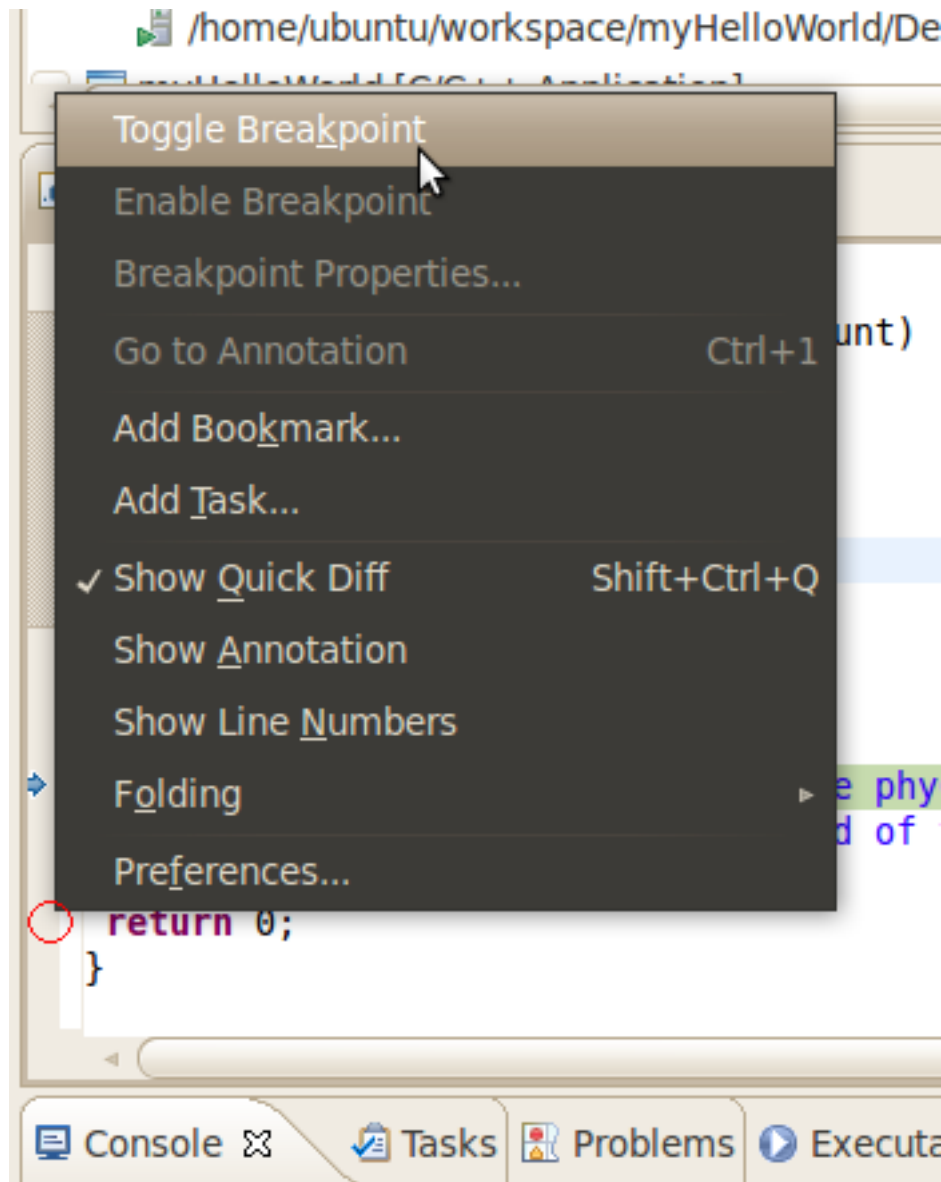 /home/ubuntu/workspace/myHelloWorld/De
myHelloWorld [C/C++ Application]
Toggle Breakpoint
Enable Breakpoint
Breakpoint Properties...
unt)
Go to Annotation Ctrl+1
Add Bookmark...
Add Task...
Show Quick Diff Shift+Ctrl+Q
Show Annotation
Show Line Numbers
Folding
e phy
d of
Preferences...
return 0;
}
Console Tasks Problems Executa